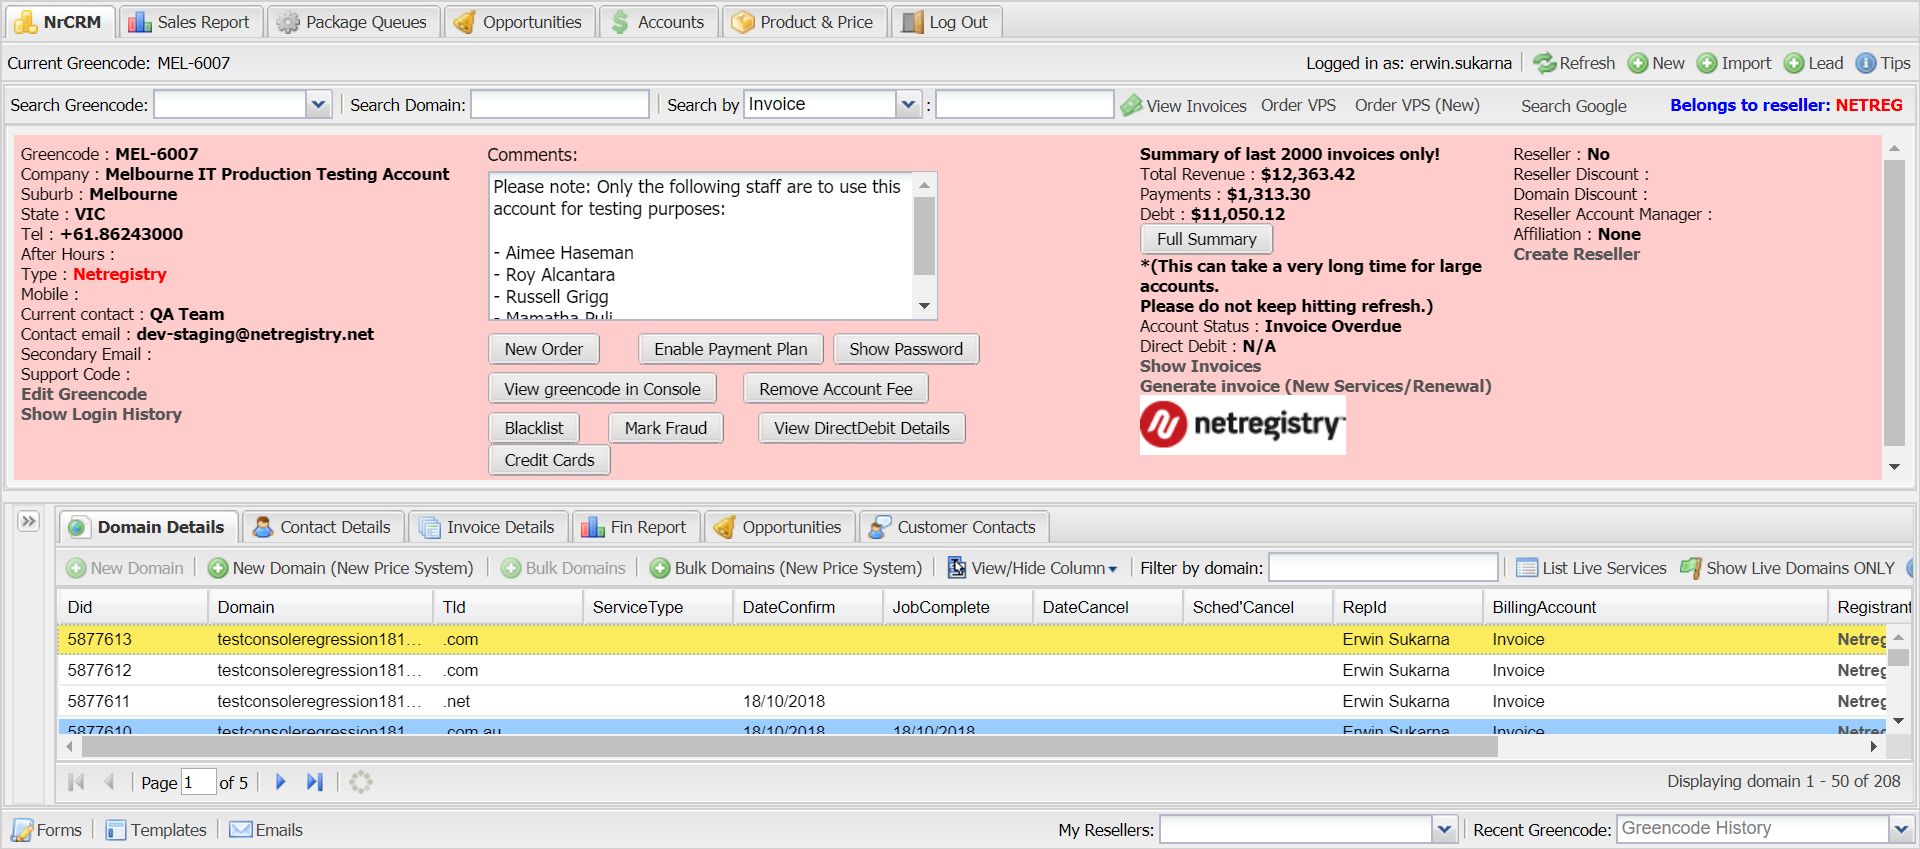 NrCRM Sales Report Package Queues Opportunities Accounts Product & Price Log Out
Current Greencode: MEL-6007 Logged in as: erwin.sukarna Refresh New Import Lead Tips
Search Greencode: Search Domain: Search by Invoice : View Invoices Order VPS Order VPS (New) Search Google Belongs to reseller: NETREG
Greencode : MEL-6007
Company : Melbourne IT Production Testing Account
Suburb : Melbourne
State : VIC
Tel : +61.86243000
After Hours :
Type : Netregistry
Mobile :
Current contact : QA Team
Contact email : dev-staging@netregistry.net
Secondary Email :
Support Code :
Edit Greencode
Show Login History
Comments:
Please note: Only the following staff are to use this
account for testing purposes:
- Aimee Haseman
- Roy Alcantara
- Russell Grigg
- Mamatha Puli
New Order Enable Payment Plan Show Password
View greencode in Console Remove Account Fee
Blacklist Mark Fraud View DirectDebit Details
Credit Cards
Summary of last 2000 invoices only!
Total Revenue : $12,363.42
Payments : $1,313.30
Debt : $11,050.12
Full Summary
*(This can take a very long time for large
accounts.
Please do not keep hitting refresh.)
Account Status : Invoice Overdue
Direct Debit : N/A
Show Invoices
Generate invoice (New Services/Renewal)
netregistry
Reseller : No
Reseller Discount :
Domain Discount :
Reseller Account Manager :
Affiliation : None
Create Reseller
Domain Details Contact Details Invoice Details Fin Report Opportunities Customer Contacts
New Domain New Domain (New Price System) Bulk Domains Bulk Domains (New Price System) View/Hide Column Filter by domain: List Live Services Show Live Domains ONLY
Did Domain Tld ServiceType DateConfirm JobComplete DateCancel Sched'Cancel RepId BillingAccount Registrant
5877613 testconsoleregression181... .com Erwin Sukarna Invoice Netreg
5877612 testconsoleregression181... .com Erwin Sukarna Invoice Netreg
5877611 testconsoleregression181... .net 18/10/2018 Erwin Sukarna Invoice Netreg
5877610 testconsoleregression181... .com.au 18/10/2018 18/10/2018 Erwin Sukarna Invoice Netreg
Page 1 of 5 Displaying domain 1 - 50 of 208
Forms Templates Emails My Resellers: Recent Greencode: Greencode History